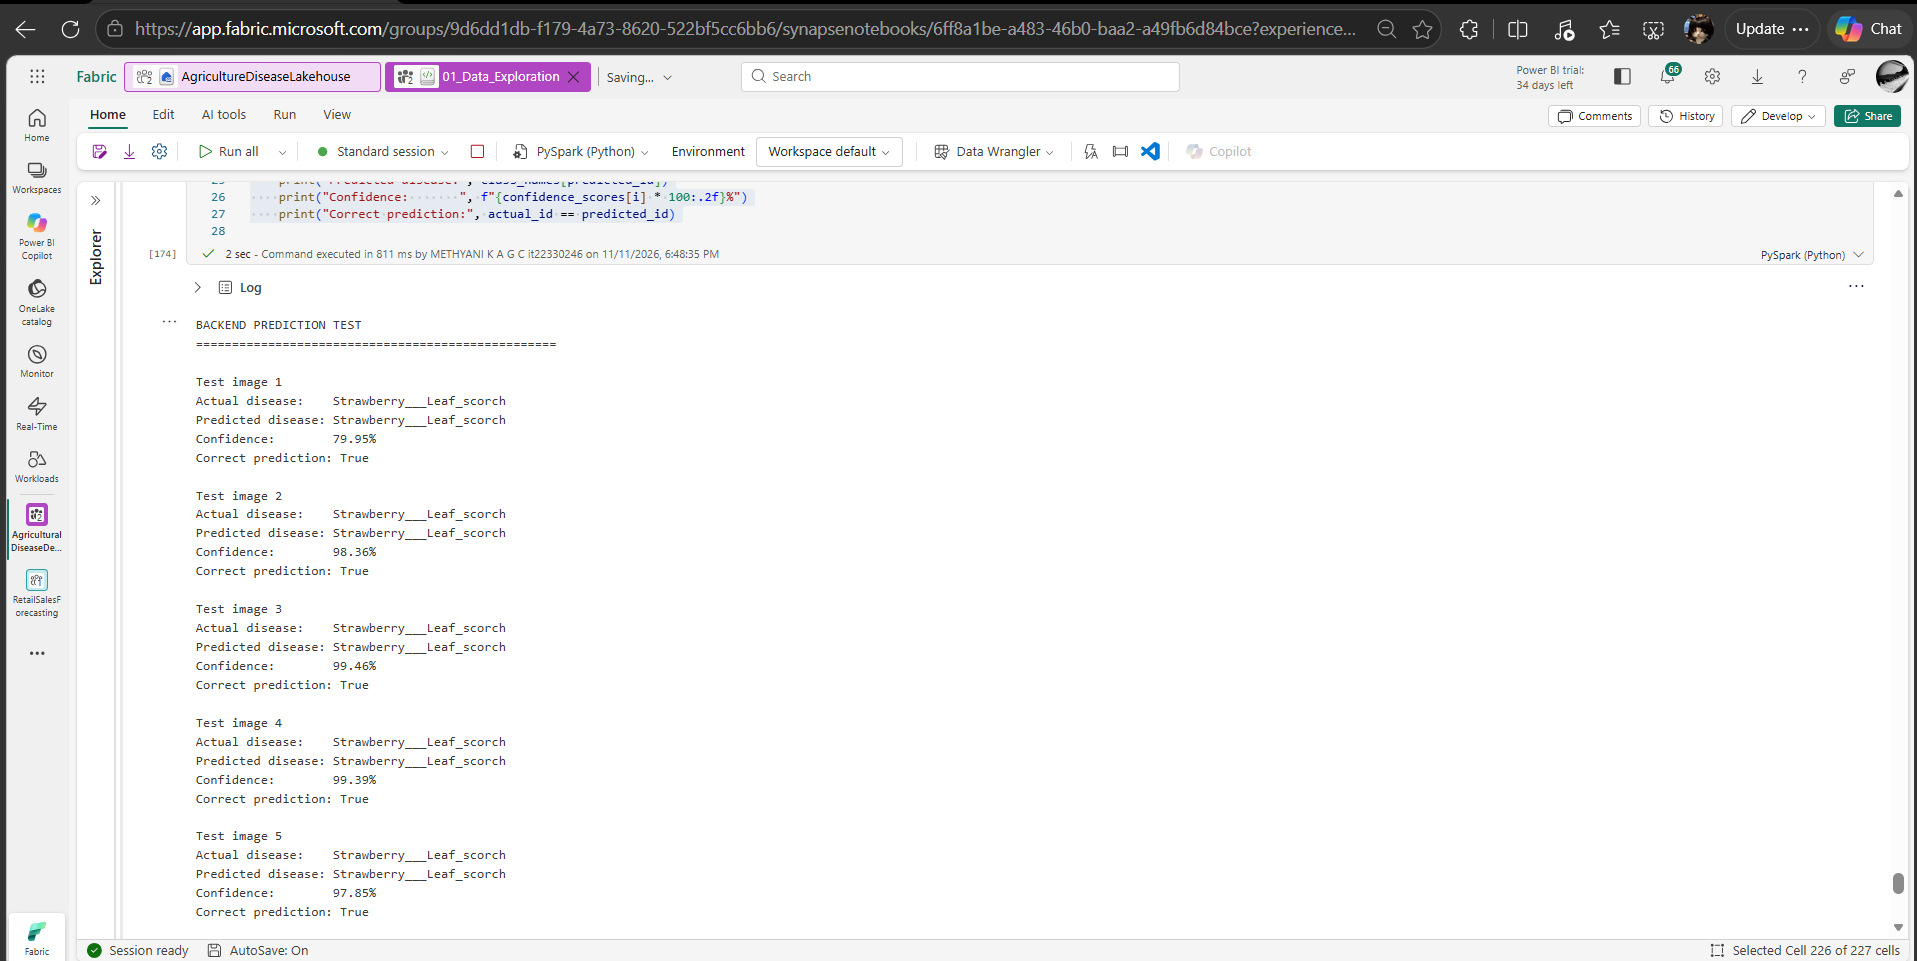 https://app.fabric.microsoft.com/groups/9d6dd1db-f179-4a73-8620-522bf5cc6bb6/synapsenotebooks/6ff8a1be-a483-46b0-baa2-a49fb6d84bce?experience...
Update
Chat
Fabric
AgricultureDiseaseLakehouse
01_Data_Exploration
Saving...
Search
Power BI trial:
34 days left
66
Home
Edit
AI tools
Run
View
Comments
History
Develop
Share
Run all
Standard session
PySpark (Python)
Environment
Workspace default
Data Wrangler
Copilot
Home
Workspaces
Power BI
Copilot
OneLake
catalog
Monitor
Real-Time
Workloads
Agricultural
DiseaseDe...
RetailSalesF
orecasting
Fabric
Explorer
25 print("Predicted disease:", class_names[predicted_id])
26 ····print("Confidence:·······", f"{confidence_scores[i] * 100:.2f}%")
27 ····print("Correct·prediction:", actual_id == predicted_id)
28
[174]
2 sec - Command executed in 811 ms by METHYANI K A G C it22330246 on 11/11/2026, 6:48:35 PM
PySpark (Python)
Log
BACKEND PREDICTION TEST
==================================================
Test image 1
Actual disease: Strawberry___Leaf_scorch
Predicted disease: Strawberry___Leaf_scorch
Confidence: 79.95%
Correct prediction: True
Test image 2
Actual disease: Strawberry___Leaf_scorch
Predicted disease: Strawberry___Leaf_scorch
Confidence: 98.36%
Correct prediction: True
Test image 3
Actual disease: Strawberry___Leaf_scorch
Predicted disease: Strawberry___Leaf_scorch
Confidence: 99.46%
Correct prediction: True
Test image 4
Actual disease: Strawberry___Leaf_scorch
Predicted disease: Strawberry___Leaf_scorch
Confidence: 99.39%
Correct prediction: True
Test image 5
Actual disease: Strawberry___Leaf_scorch
Predicted disease: Strawberry___Leaf_scorch
Confidence: 97.85%
Correct prediction: True
Session ready
AutoSave: On
Selected Cell 226 of 227 cells